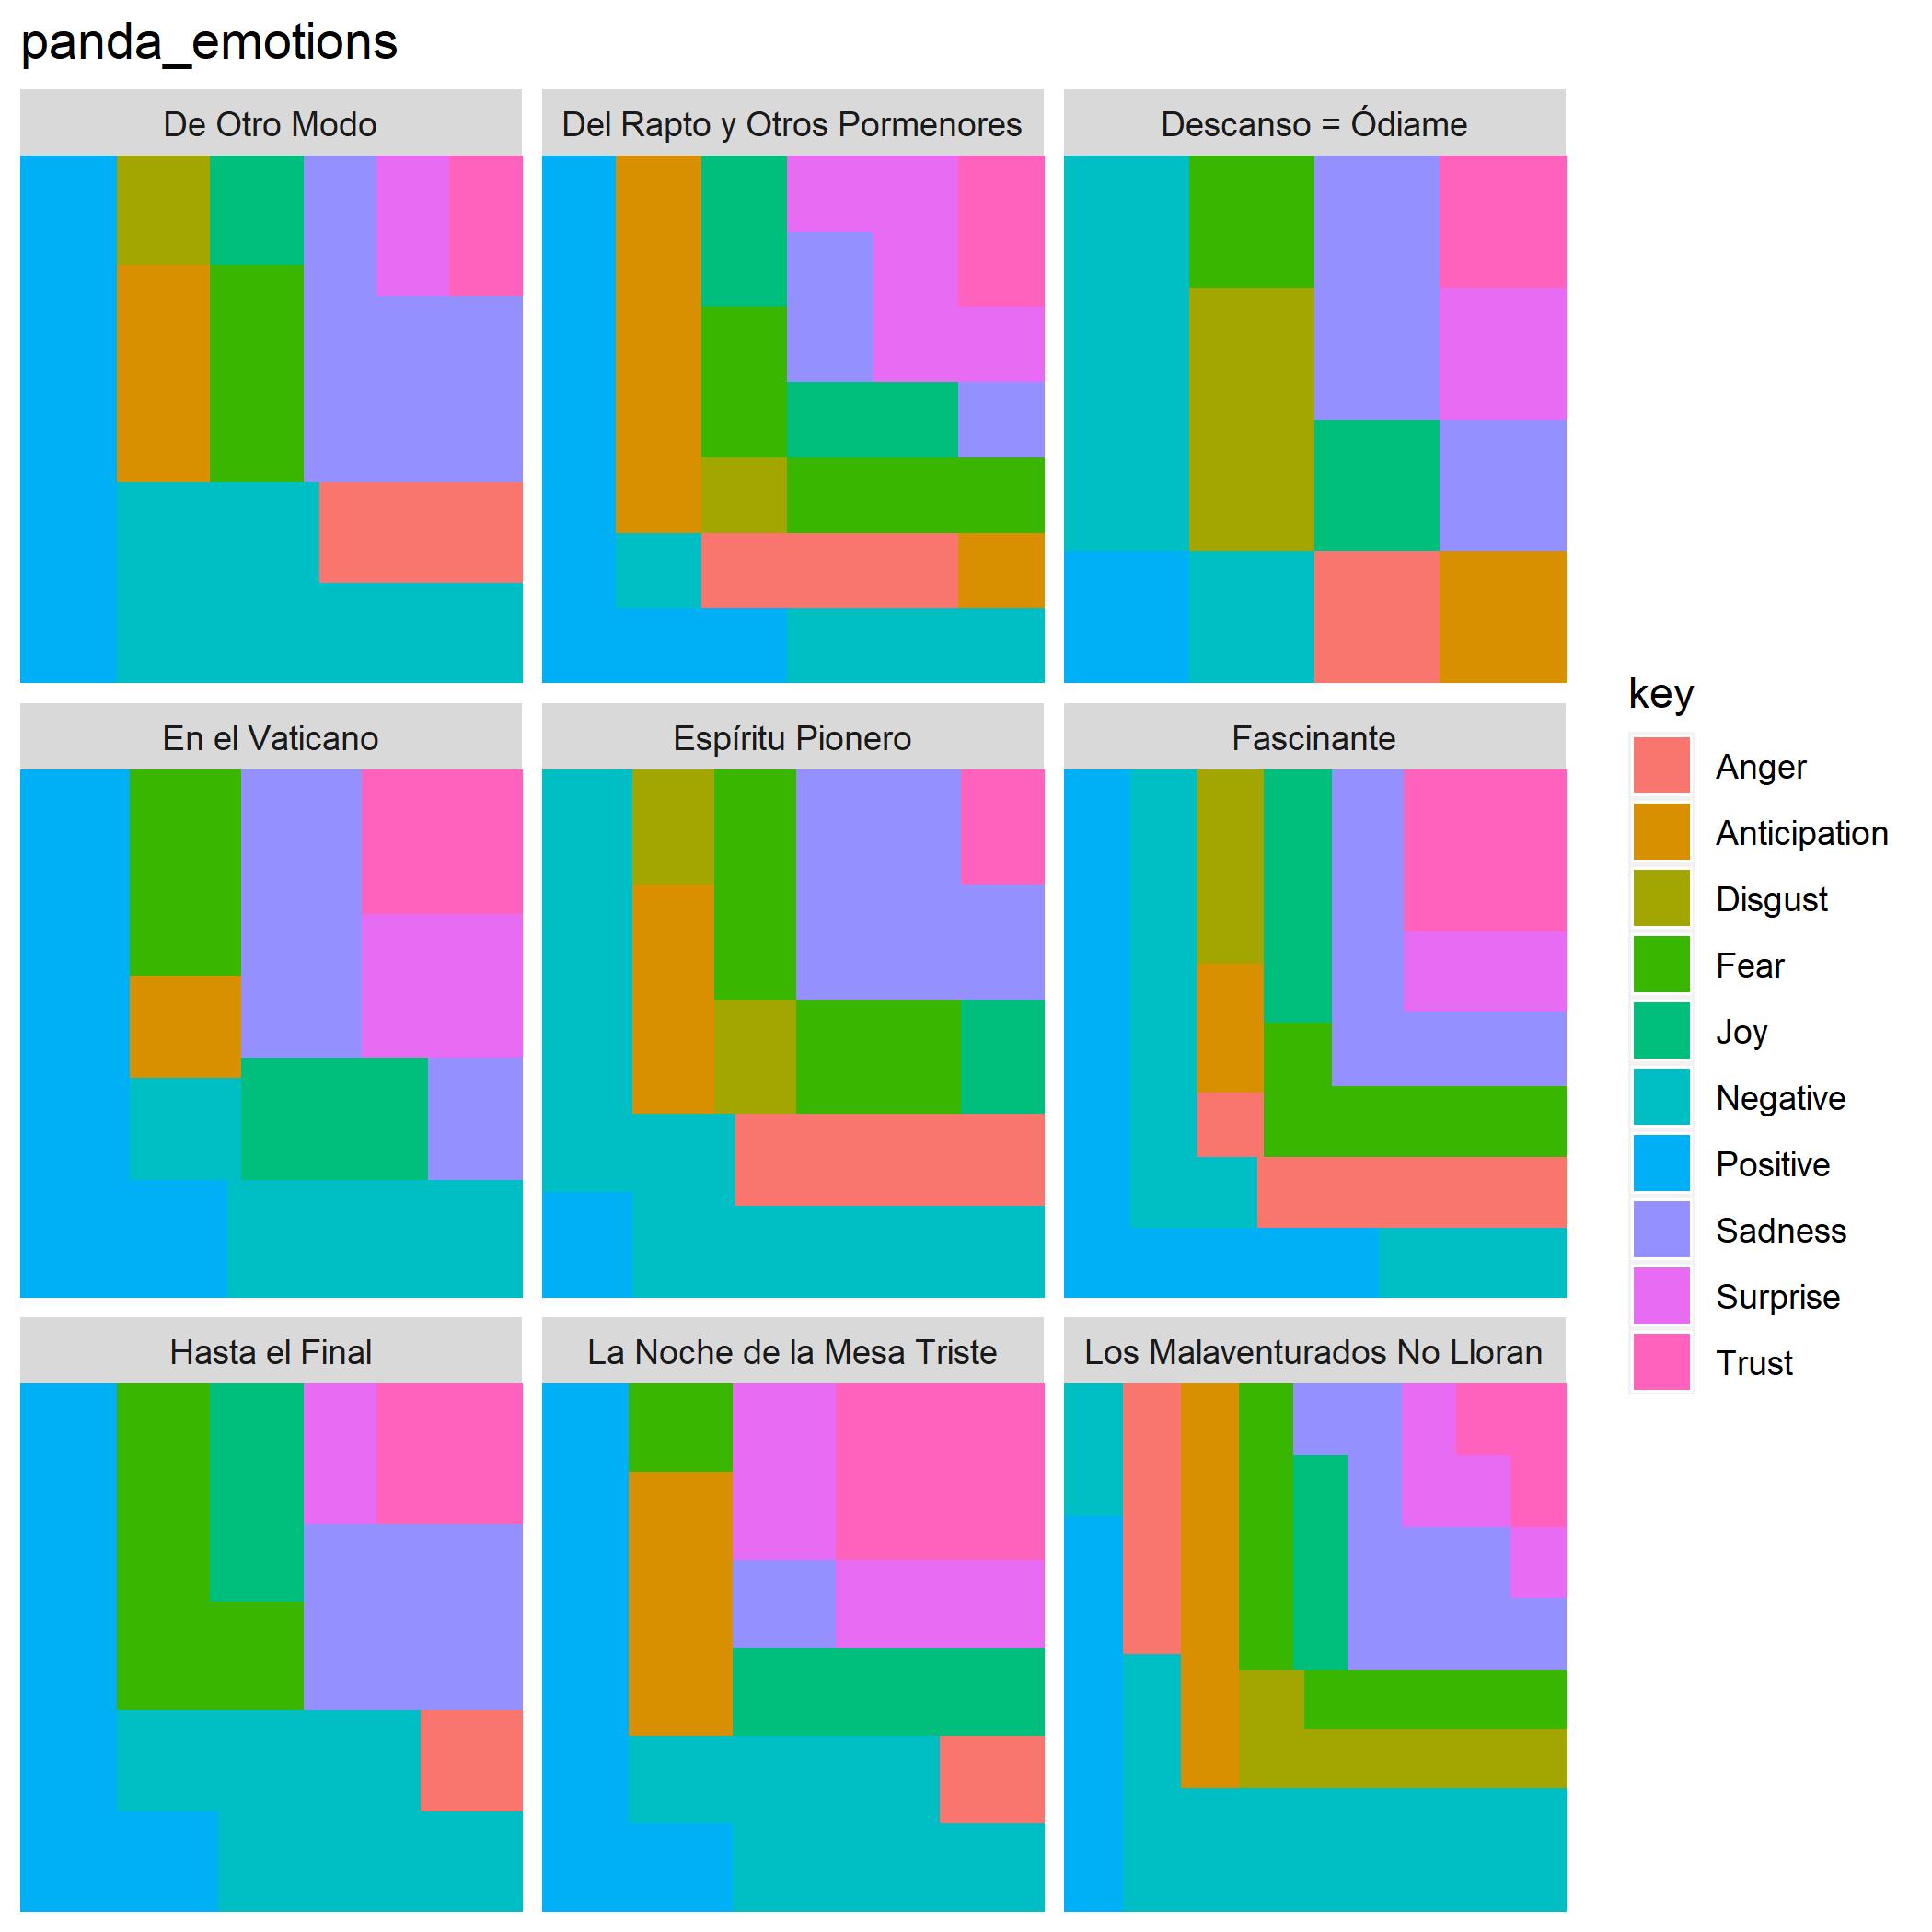 panda_emotions
De Otro Modo
Del Rapto y Otros Pormenores
Descanso = Ódiame
En el Vaticano
Espíritu Pionero
Fascinante
Hasta el Final
La Noche de la Mesa Triste
Los Malaventurados No Lloran
key
Anger
Anticipation
Disgust
Fear
Joy
Negative
Positive
Sadness
Surprise
Trust